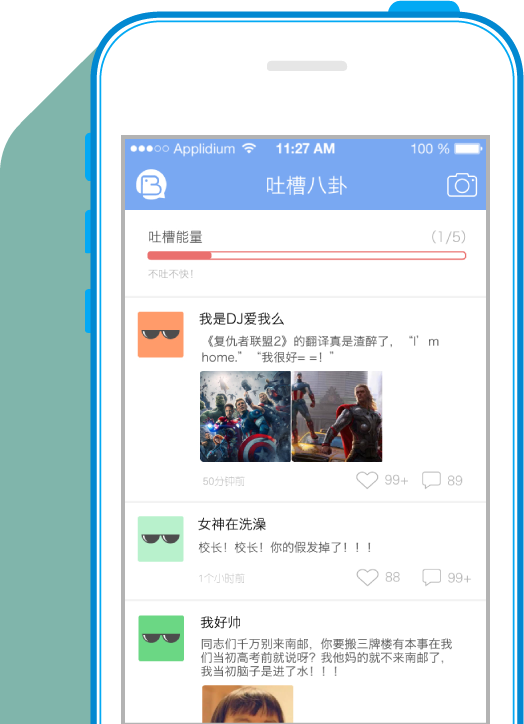 Applidium 11:27 AM 100 %
吐槽八卦
吐槽能量 (1/5)
不吐不快!
我是DJ爱我么
《复仇者联盟2》的翻译真是渣醉了，“I’m
home.”“我很好= =！”
50分钟前 99+ 89
女神在洗澡
校长！校长！你的假发掉了！！！
1个小时前 88 99+
我好帅
同志们千万别来南邮，你要搬三牌楼有本事在我
们当初高考前就说呀？我他妈的就不来南邮了，
我当初脑子是进了水！！！